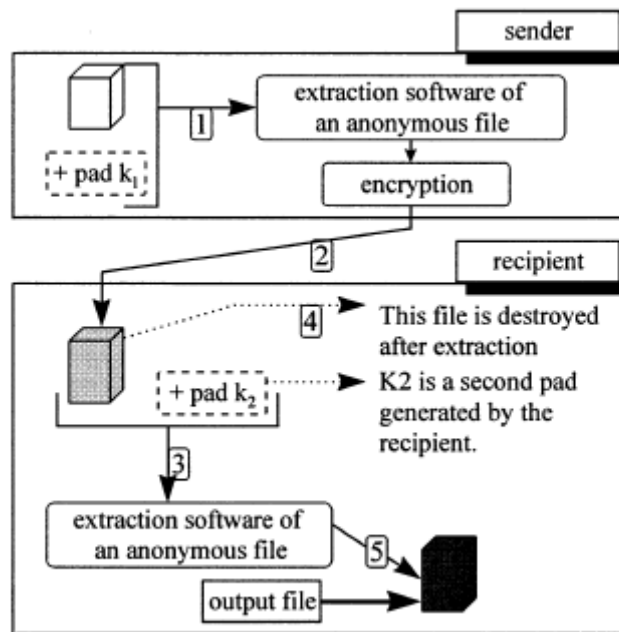 sender
extraction software of
an anonymous file
1
+ pad k1
encryption
2
recipient
4
This file is destroyed
after extraction
+ pad k2
K2 is a second pad
generated by the
recipient.
3
extraction software of
an anonymous file
5
output file